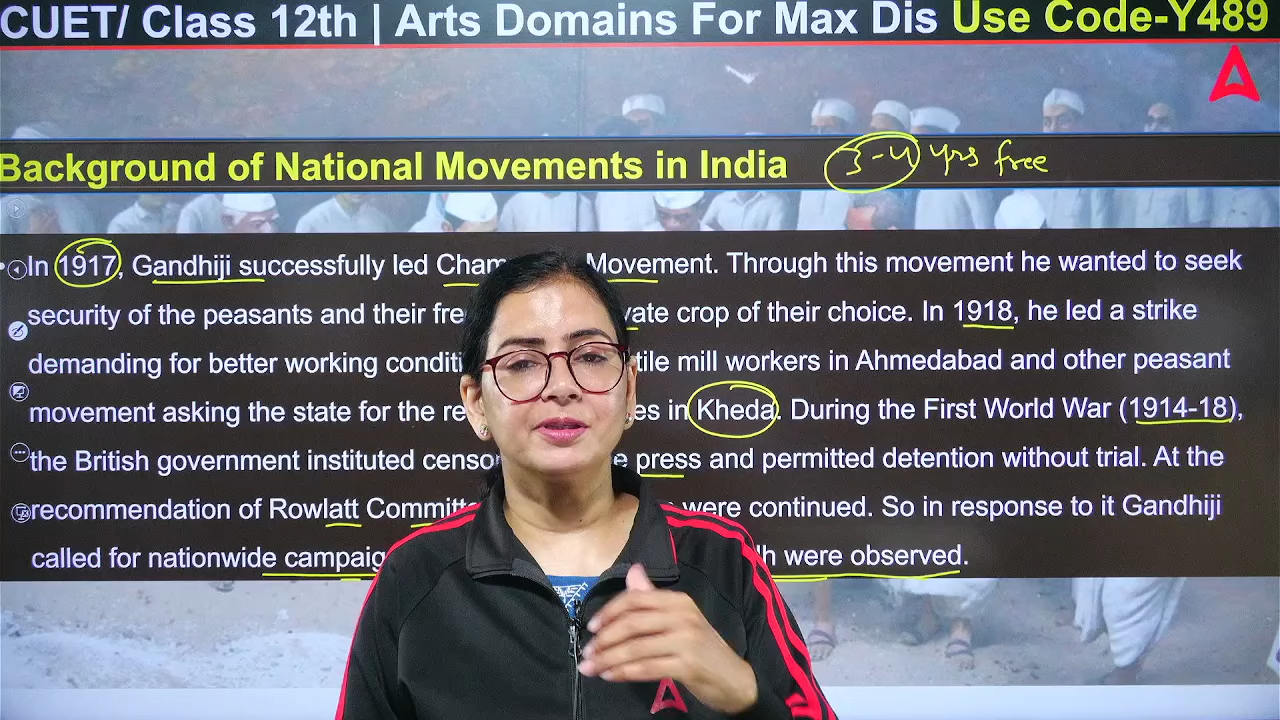 CUET/ Class 12th | Arts Domains For Max Dis Use Code-Y489
Background of National Movements in India 3-4 yrs free
In 1917, Gandhiji successfully led Cham Movement. Through this movement he wanted to seek
security of the peasants and their fre vate crop of their choice. In 1918, he led a strike
demanding for better working conditi tile mill workers in Ahmedabad and other peasant
movement asking the state for the re es in Kheda. During the First World War (1914-18),
the British government instituted censo e press and permitted detention without trial. At the
recommendation of Rowlatt Committ were continued. So in response to it Gandhiji
called for nationwide campaig h were observed.